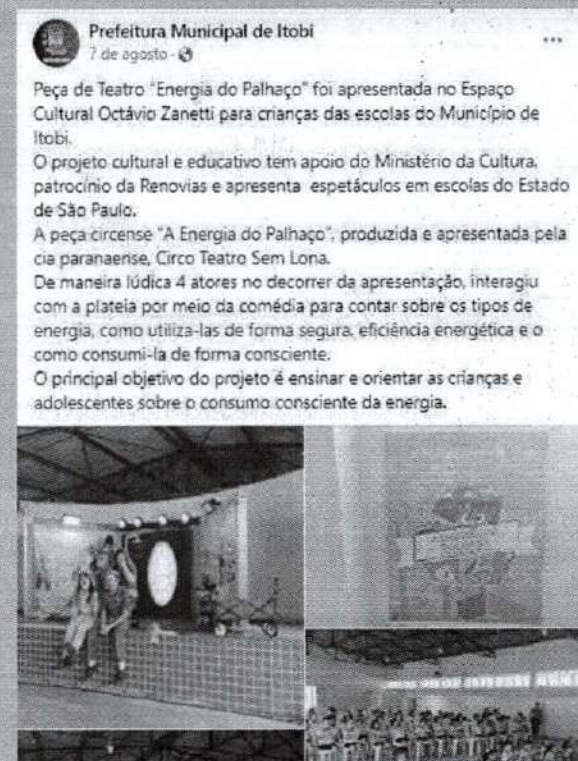 Prefeitura Municipal de Itobi
7 de agosto ·
Peça de Teatro "Energia do Palhaço" foi apresentada no Espaço
Cultural Octávio Zanetti para crianças das escolas do Município de
Itobi.
O projeto cultural e educativo tem apoio do Ministério da Cultura,
patrocínio da Renovias e apresenta espetáculos em escolas do Estado
de São Paulo.
A peça circense "A Energia do Palhaço", produzida e apresentada pela
cia paranaense, Circo Teatro Sem Lona.
De maneira lúdica 4 atores no decorrer da apresentação, interagiu
com a plateia por meio da comédia para contar sobre os tipos de
energia, como utiliza-las de forma segura, eficiência energética e o
como consumi-la de forma consciente.
O principal objetivo do projeto é ensinar e orientar as crianças e
adolescentes sobre o consumo consciente da energia.